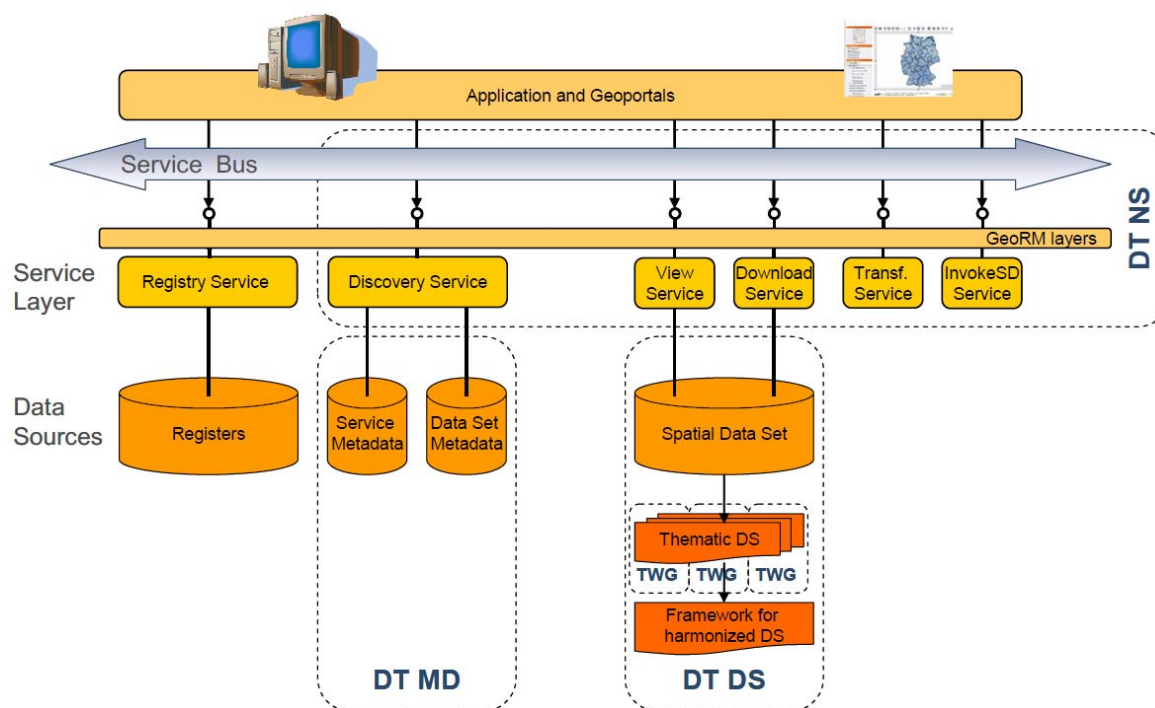 Application and Geoportals
Service Bus
DT NS
GeoRM layers
Service
Layer
Registry Service
Discovery Service
View
Service
Download
Service
Transf.
Service
InvokeSD
Service
Data
Sources
Registers
Service
Metadata
Data Set
Metadata
Spatial Data Set
Thematic DS
TWG TWG TWG
Framework for
harmonized DS
DT MD
DT DS